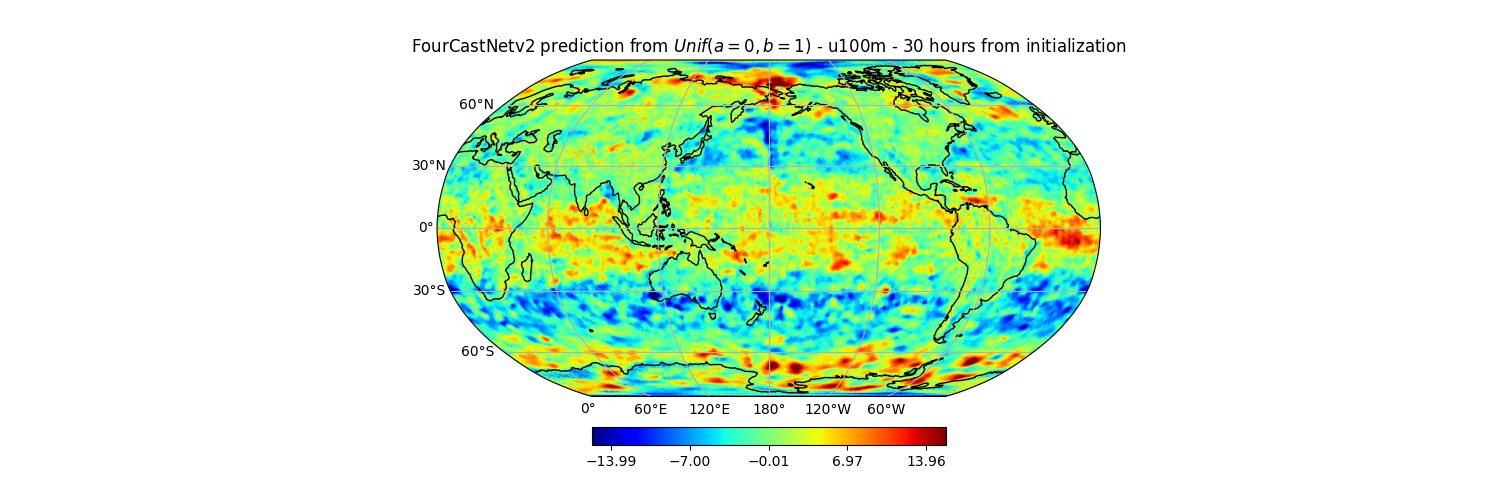 FourCastNetv2 prediction from Unif(a = 0, b = 1) - u100m - 30 hours from initialization
60°N
30°N
0°
30°S
60°S
0° 60°E 120°E 180° 120°W 60°W
−13.99 −7.00 −0.01 6.97 13.96